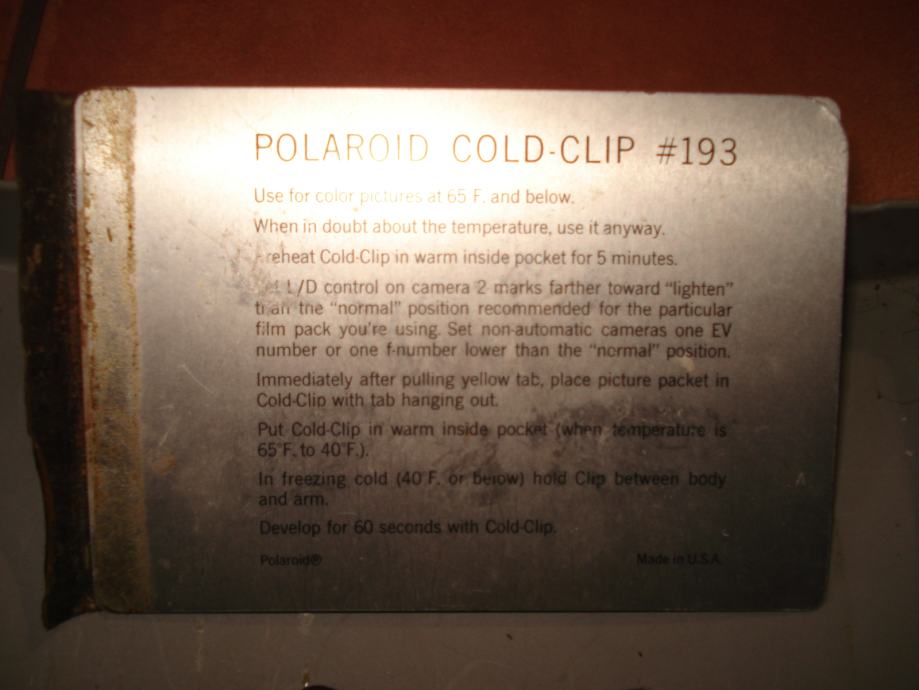 POLAROID COLD-CLIP #193
Use for color pictures at 65 F. and below.
When in doubt about the temperature, use it anyway.
reheat Cold-Clip in warm inside pocket for 5 minutes.
L/D control on camera 2 marks farther toward "lighten"
than the "normal" position recommended for the particular
film pack you're using. Set non-automatic cameras one EV
number or one f-number lower than the "normal" position.
Immediately after pulling yellow tab, place picture packet in
Cold-Clip with tab hanging out.
Put Cold-Clip in warm inside pocket (when temperature is
65°F. to 40°F.).
In freezing cold (40°F. or below) hold Clip between body
and arm.
Develop for 60 seconds with Cold-Clip.
Polaroid® Made in U.S.A.